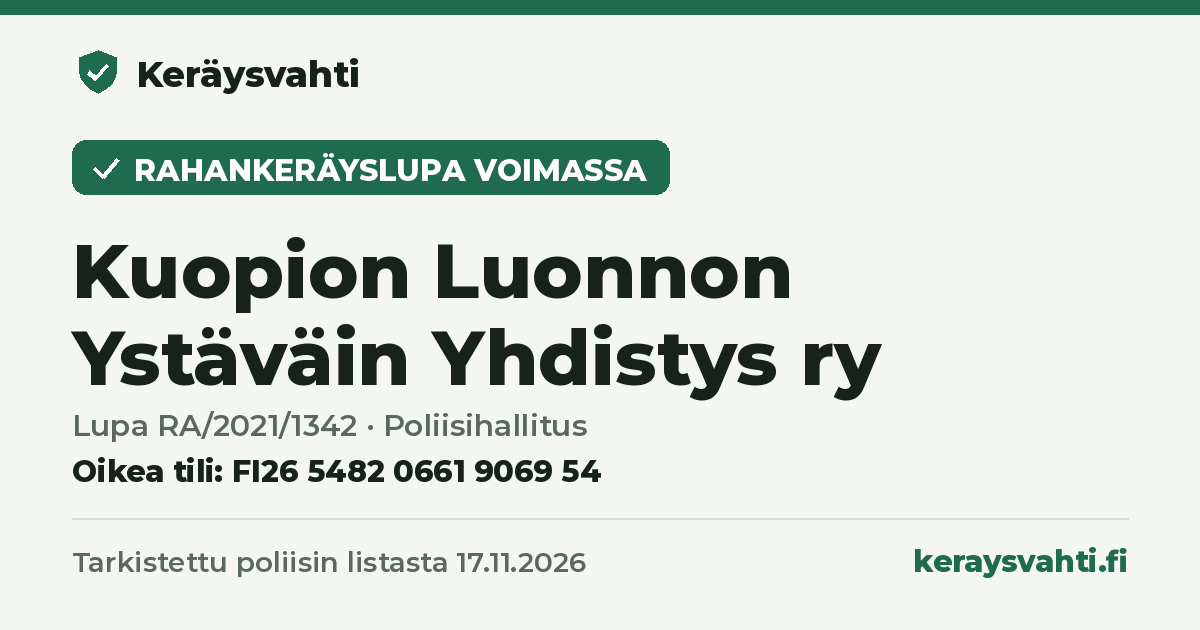 Keräysvahti
RAHANKERÄYSLUPA VOIMASSA
Kuopion Luonnon
Ystäväin Yhdistys ry
Lupa RA/2021/1342 · Poliisihallitus
Oikea tili: FI26 5482 0661 9069 54
Tarkistettu poliisin listasta 17.11.2026
keraysvahti.fi